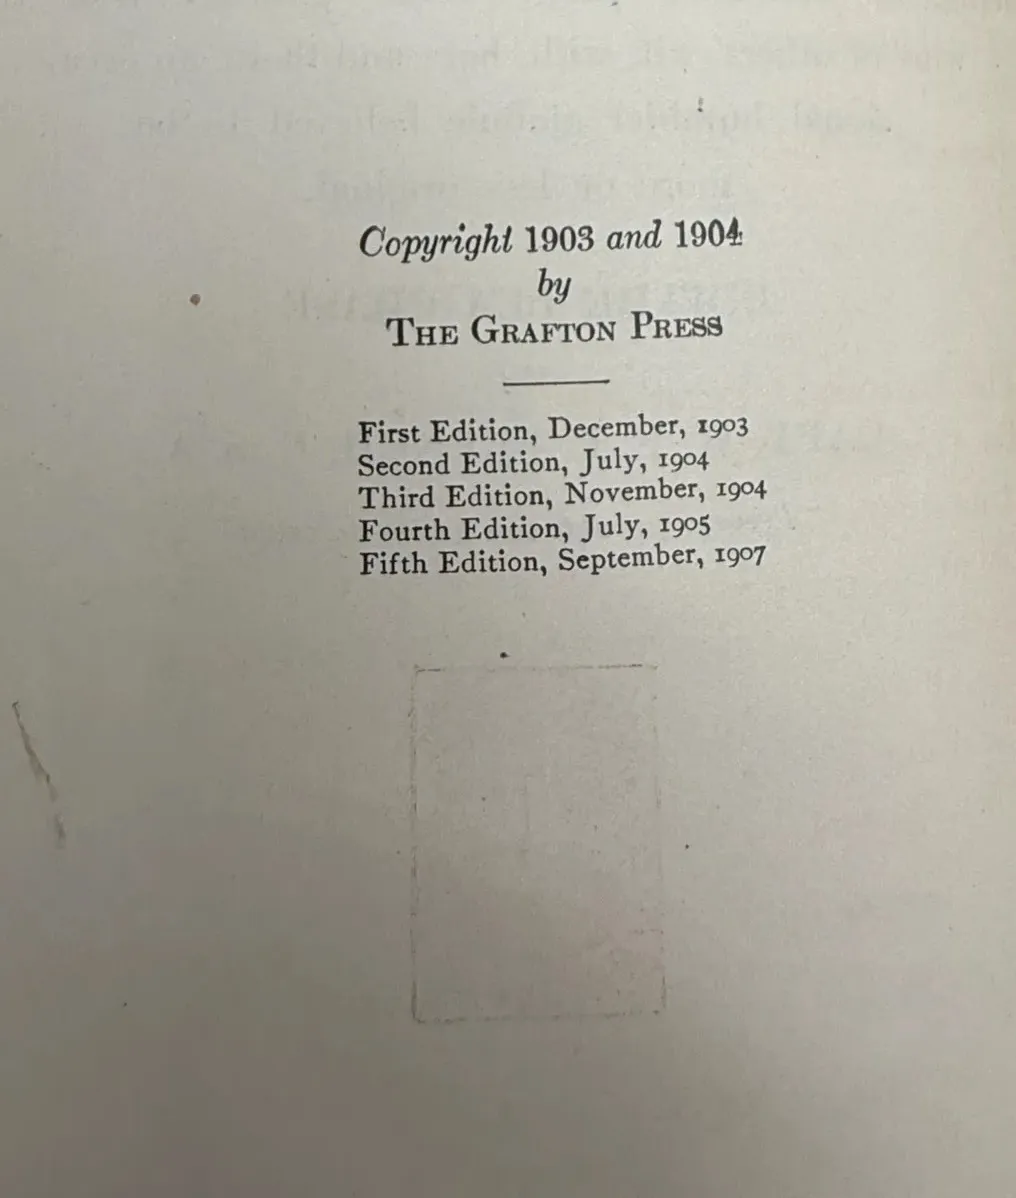 Copyright 1903 and 1904
by
THE GRAFTON PRESS
First Edition, December, 1903
Second Edition, July, 1904
Third Edition, November, 1904
Fourth Edition, July, 1905
Fifth Edition, September, 1907